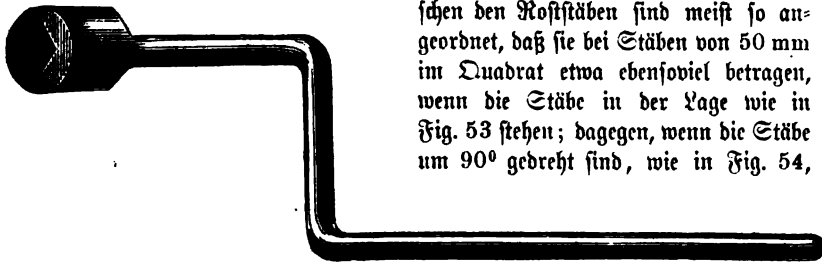 schen den Roststäben sind meist so an⸗
geordnet, daß sie bei Stäben von 50 mm
im Quadrat etwa ebensoviel betragen,
wenn die Stäbe in der Lage wie in
Fig. 53 stehen; dagegen, wenn die Stäbe
um 90⁰ gedreht sind, wie in Fig. 54,